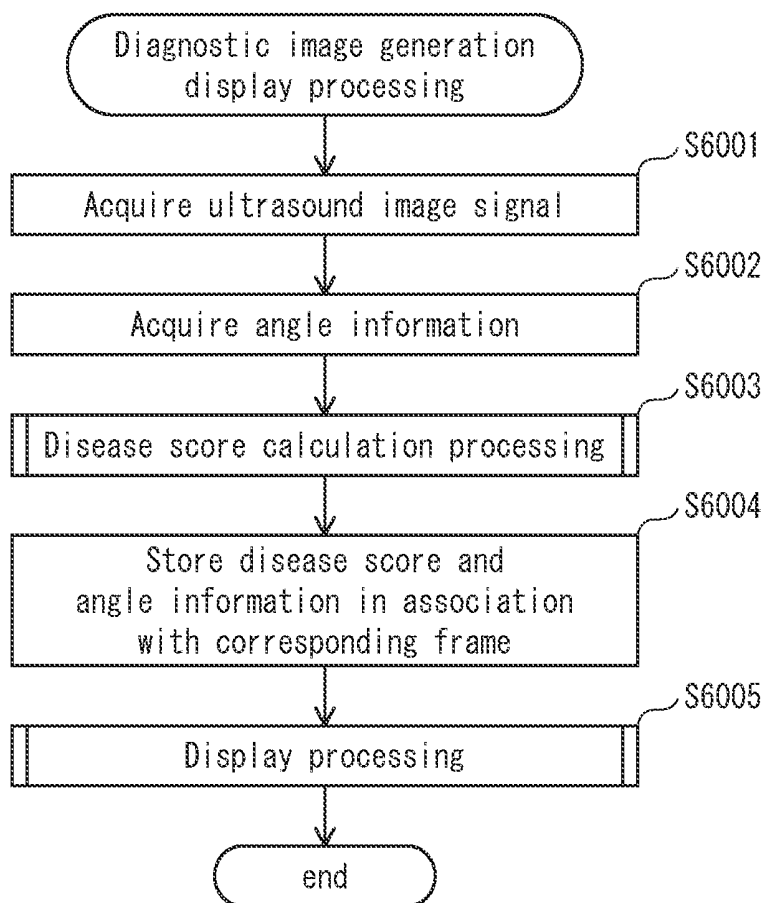 Diagnostic image generation
display processing
S6001
Acquire ultrasound image signal
S6002
Acquire angle information
S6003
Disease score calculation processing
S6004
Store disease score and
angle information in association
with corresponding frame
S6005
Display processing
end